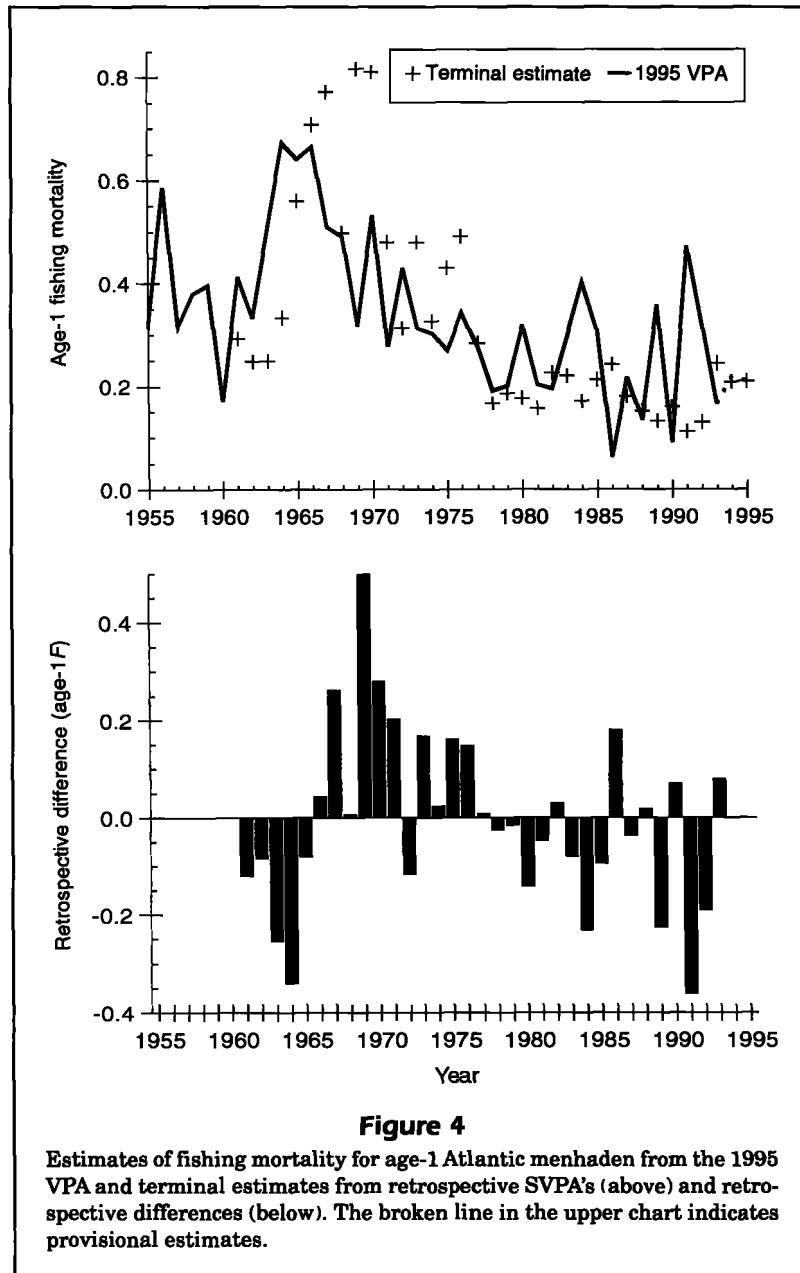 + Terminal estimate — 1995 VPA
Age-1 fishing mortality
0.8
0.6
0.4
0.2
0.0
1955 1960 1965 1970 1975 1980 1985 1990 1995
Retrospective difference (age-1 F)
0.4
0.2
0.0
-0.2
-0.4
1955 1960 1965 1970 1975 1980 1985 1990 1995
Year
Figure 4
Estimates of fishing mortality for age-1 Atlantic menhaden from the 1995
VPA and terminal estimates from retrospective SVPA's (above) and retro-
spective differences (below). The broken line in the upper chart indicates
provisional estimates.